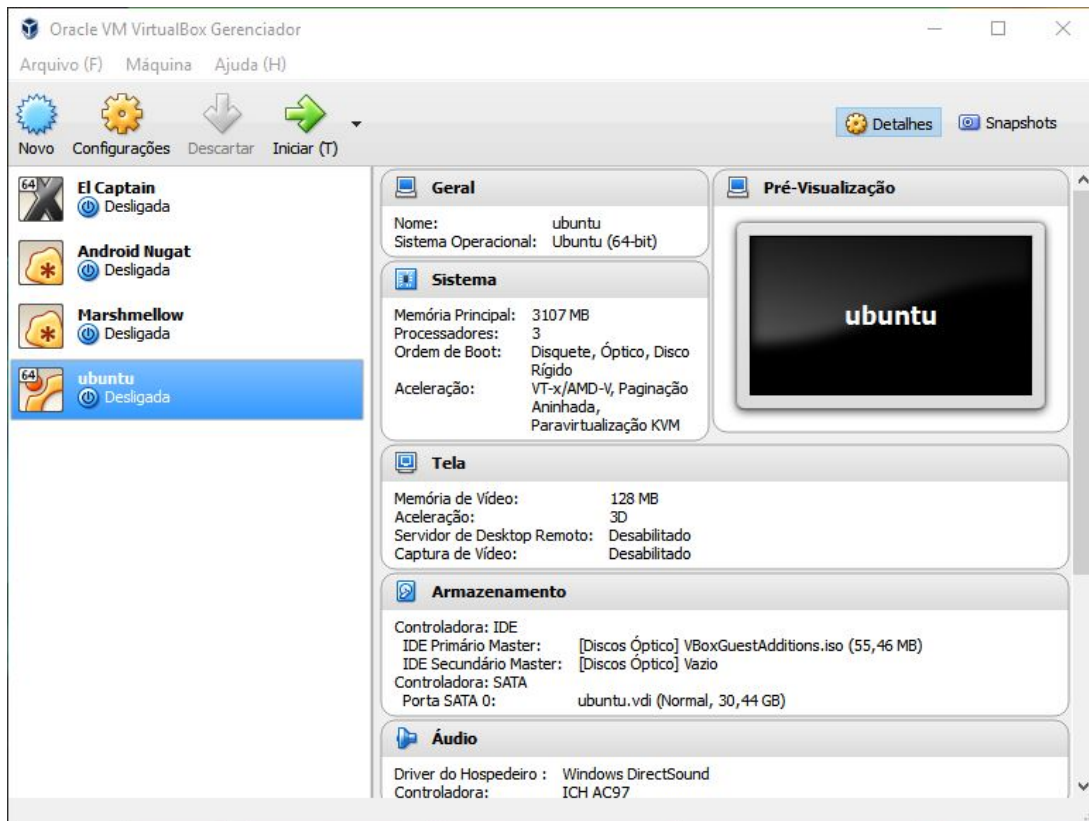 Oracle VM VirtualBox Gerenciador
Arquivo (F) Máquina Ajuda (H)
Novo Configurações Descartar Iniciar (T) Detalhes Snapshots
64 El Captain
Desligada
Android Nugat
Desligada
Marshmellow
Desligada
64 ubuntu
Desligada
Geral
Nome: ubuntu
Sistema Operacional: Ubuntu (64-bit)
Sistema
Memória Principal: 3107 MB
Processadores: 3
Ordem de Boot: Disquete, Óptico, Disco
Rígido
Aceleração: VT-x/AMD-V, Paginação
Aninhada,
Paravirtualização KVM
Pré-Visualização
ubuntu
Tela
Memória de Vídeo: 128 MB
Aceleração: 3D
Servidor de Desktop Remoto: Desabilitado
Captura de Vídeo: Desabilitado
Armazenamento
Controladora: IDE
IDE Primário Master: [Discos Óptico] VBoxGuestAdditions.iso (55,46 MB)
IDE Secundário Master: [Discos Óptico] Vazio
Controladora: SATA
Porta SATA 0: ubuntu.vdi (Normal, 30,44 GB)
Áudio
Driver do Hospedeiro : Windows DirectSound
Controladora: ICH AC97